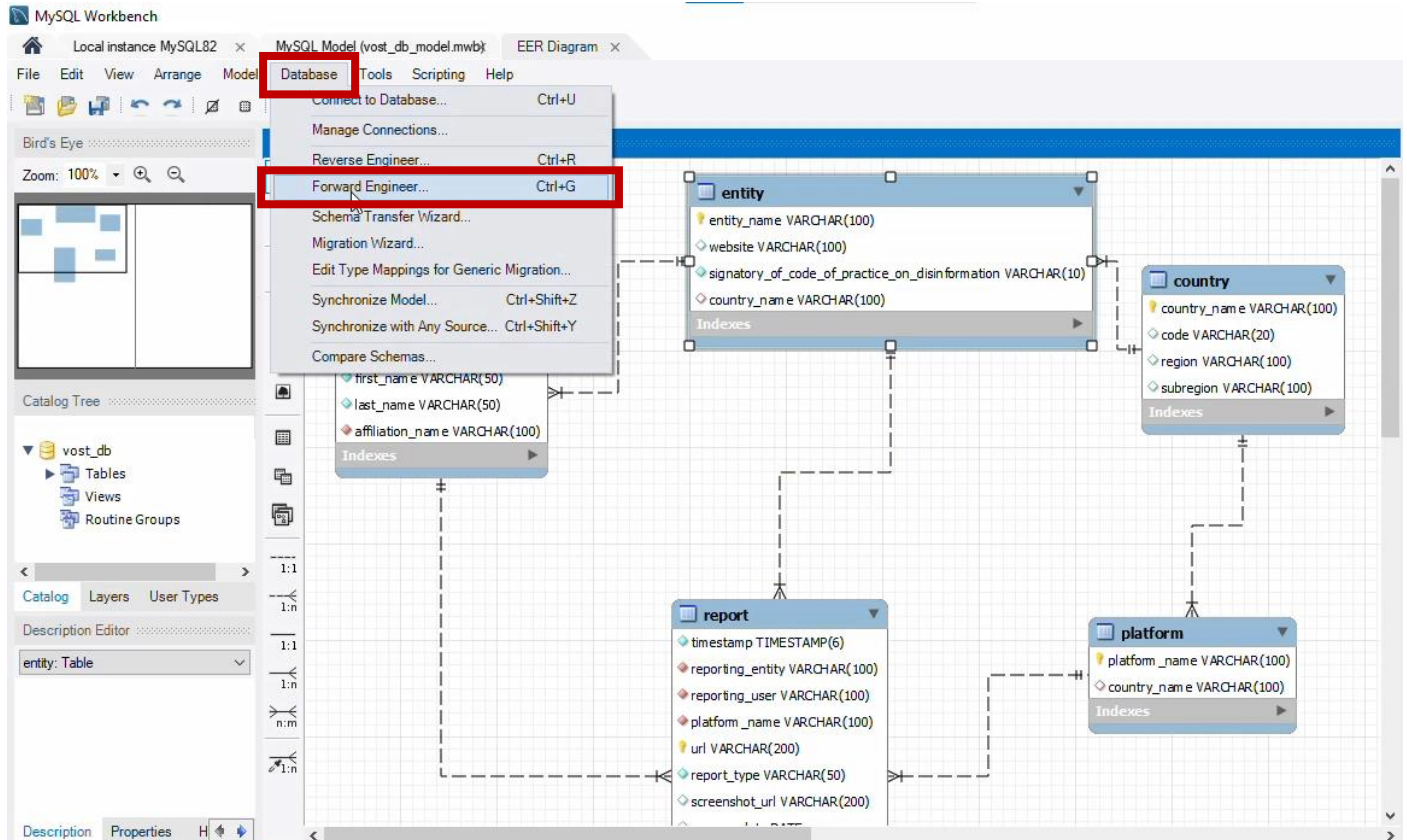 MySQL Workbench
Local instance MySQL82 ×
MySQL Model (vost_db_model.mwb) ×
EER Diagram ×
File Edit View Arrange Model Database Tools Scripting Help
Connect to Database... Ctrl+U
Manage Connections...
Reverse Engineer... Ctrl+R
Forward Engineer... Ctrl+G
Schema Transfer Wizard...
Migration Wizard...
Edit Type Mappings for Generic Migration...
Synchronize Model... Ctrl+Shift+Z
Synchronize with Any Source... Ctrl+Shift+Y
Compare Schemas...
Bird's Eye
Zoom: 100%
Catalog Tree
vost_db
Tables
Views
Routine Groups
Catalog Layers User Types
Description Editor
entity: Table
Description Properties H
1:1
1:n
1:1
1:n
n:m
1:n
first_name VARCHAR(50)
last_name VARCHAR(50)
affiliation_name VARCHAR(100)
Indexes
entity
entity_name VARCHAR(100)
website VARCHAR(100)
signatory_of_code_of_practice_on_disinformation VARCHAR(10)
country_name VARCHAR(100)
Indexes
country
country_name VARCHAR(100)
code VARCHAR(20)
region VARCHAR(100)
subregion VARCHAR(100)
Indexes
report
timestamp TIMESTAMP(6)
reporting_entity VARCHAR(100)
reporting_user VARCHAR(100)
platform_name VARCHAR(100)
url VARCHAR(200)
report_type VARCHAR(50)
screenshot_url VARCHAR(200)
platform
platform_name VARCHAR(100)
country_name VARCHAR(100)
Indexes